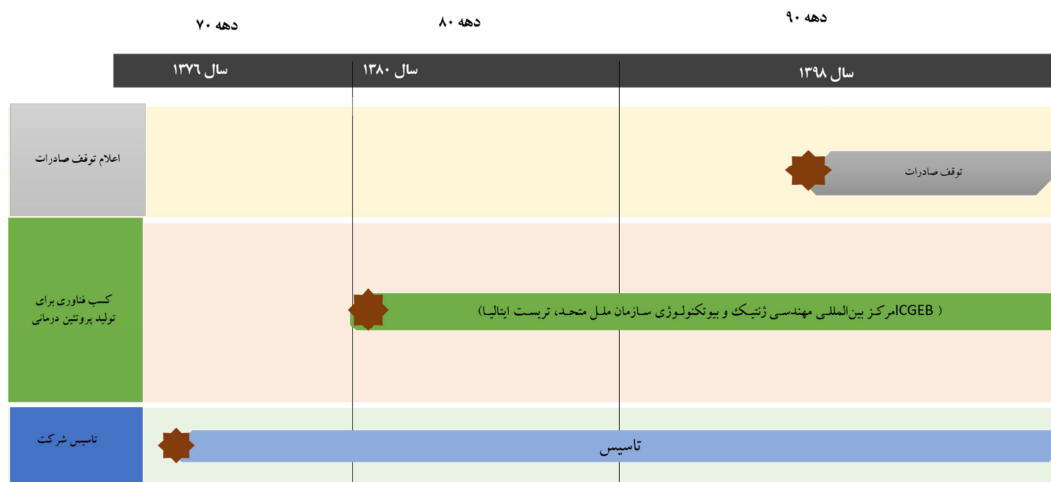 دهه ۹۰
دهه ۸۰
دهه ۷۰
سال ۱۳۹۸
سال ۱۳۸۰
سال ۱۳۷۶
اعلام توقف صادرات
توقف صادرات
کسب فناوری برای
تولید پروتئین درمانی
( ICGEBمرکز بین‌المللی مهندسی ژنتیک و بیوتکنولوژی سازمان ملل متحد، تریست ایتالیا)
تاسیس شرکت
تاسیس